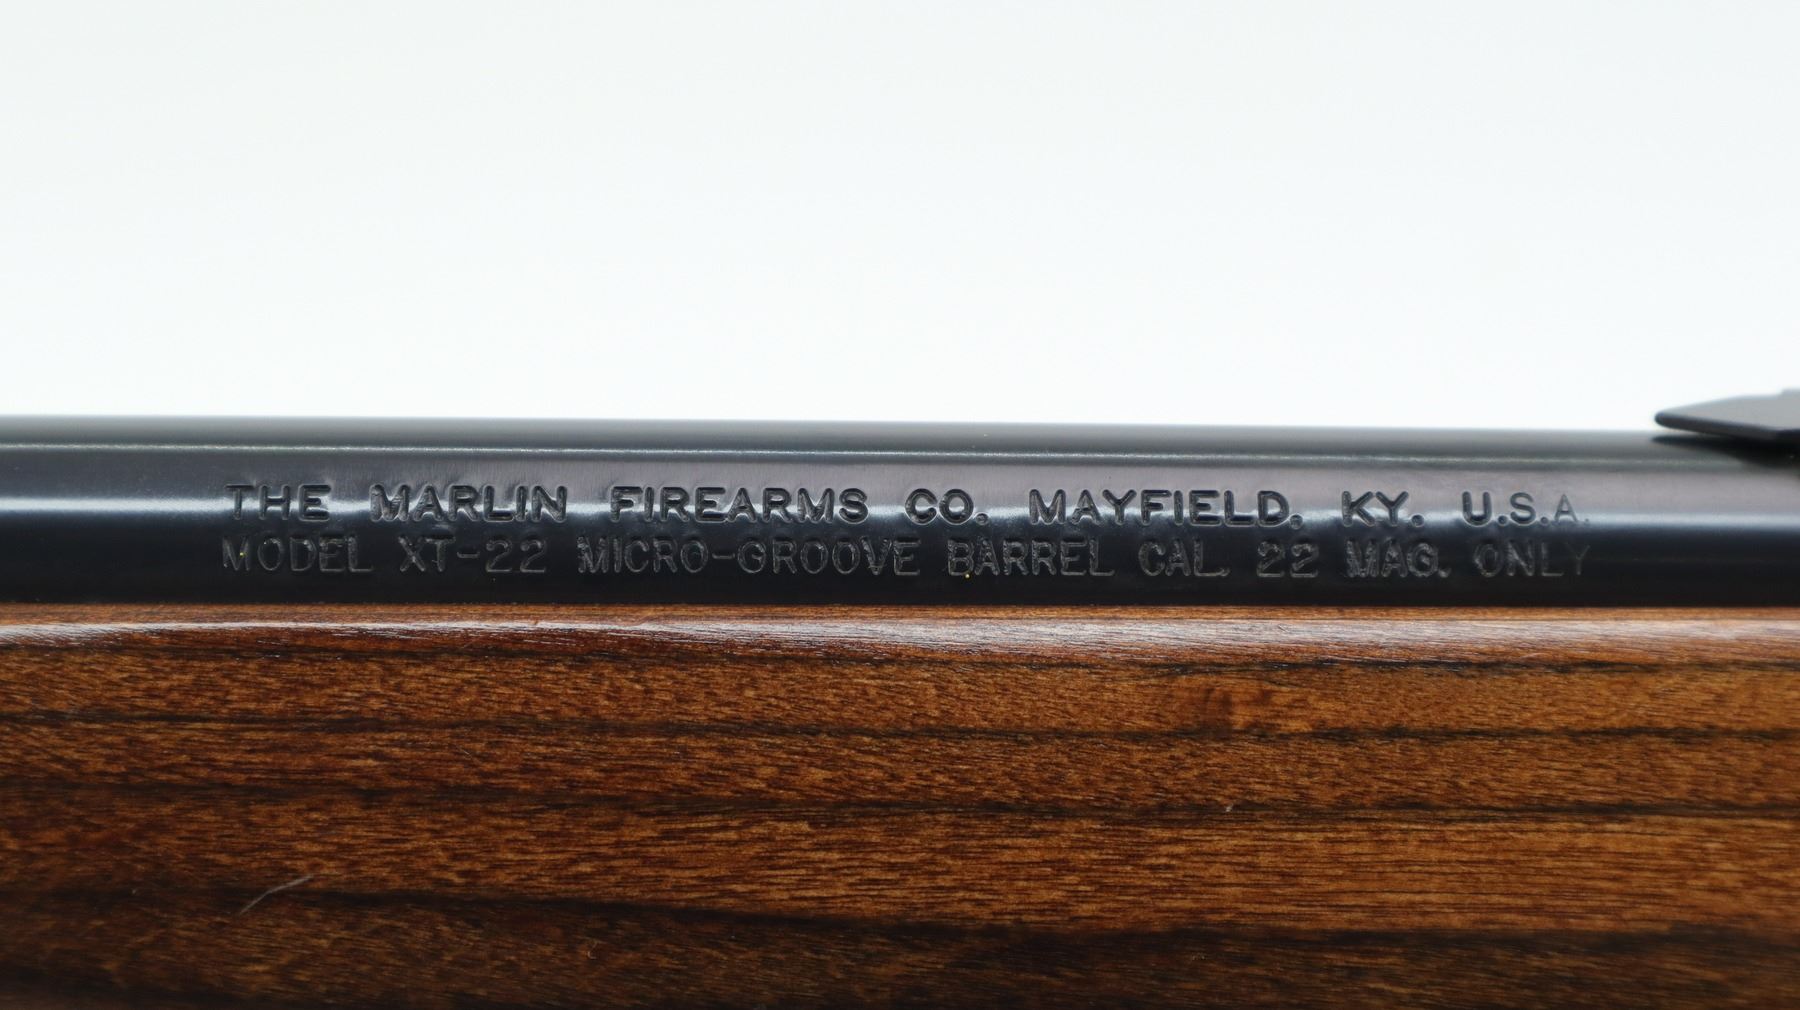 THE MARLIN FIREARMS CO. MAYFIELD, KY. U.S.A.
MODEL XT-22 MICRO-GROOVE BARREL CAL. 22 MAG. ONLY